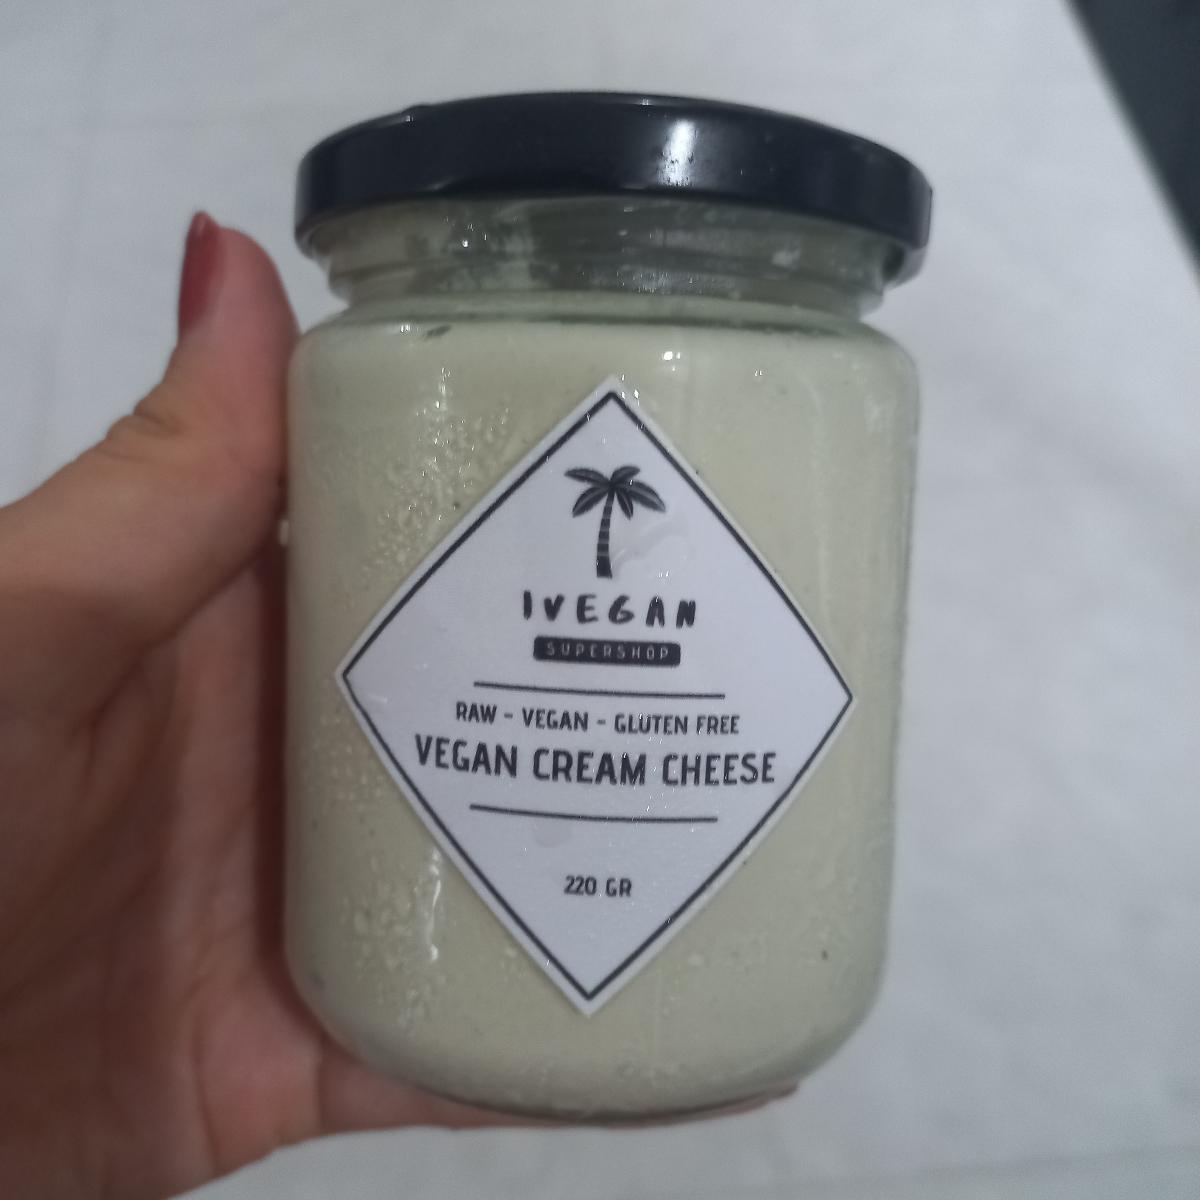 IVEGAN
SUPERSHOP
RAW - VEGAN - GLUTEN FREE
VEGAN CREAM CHEESE
220 GR